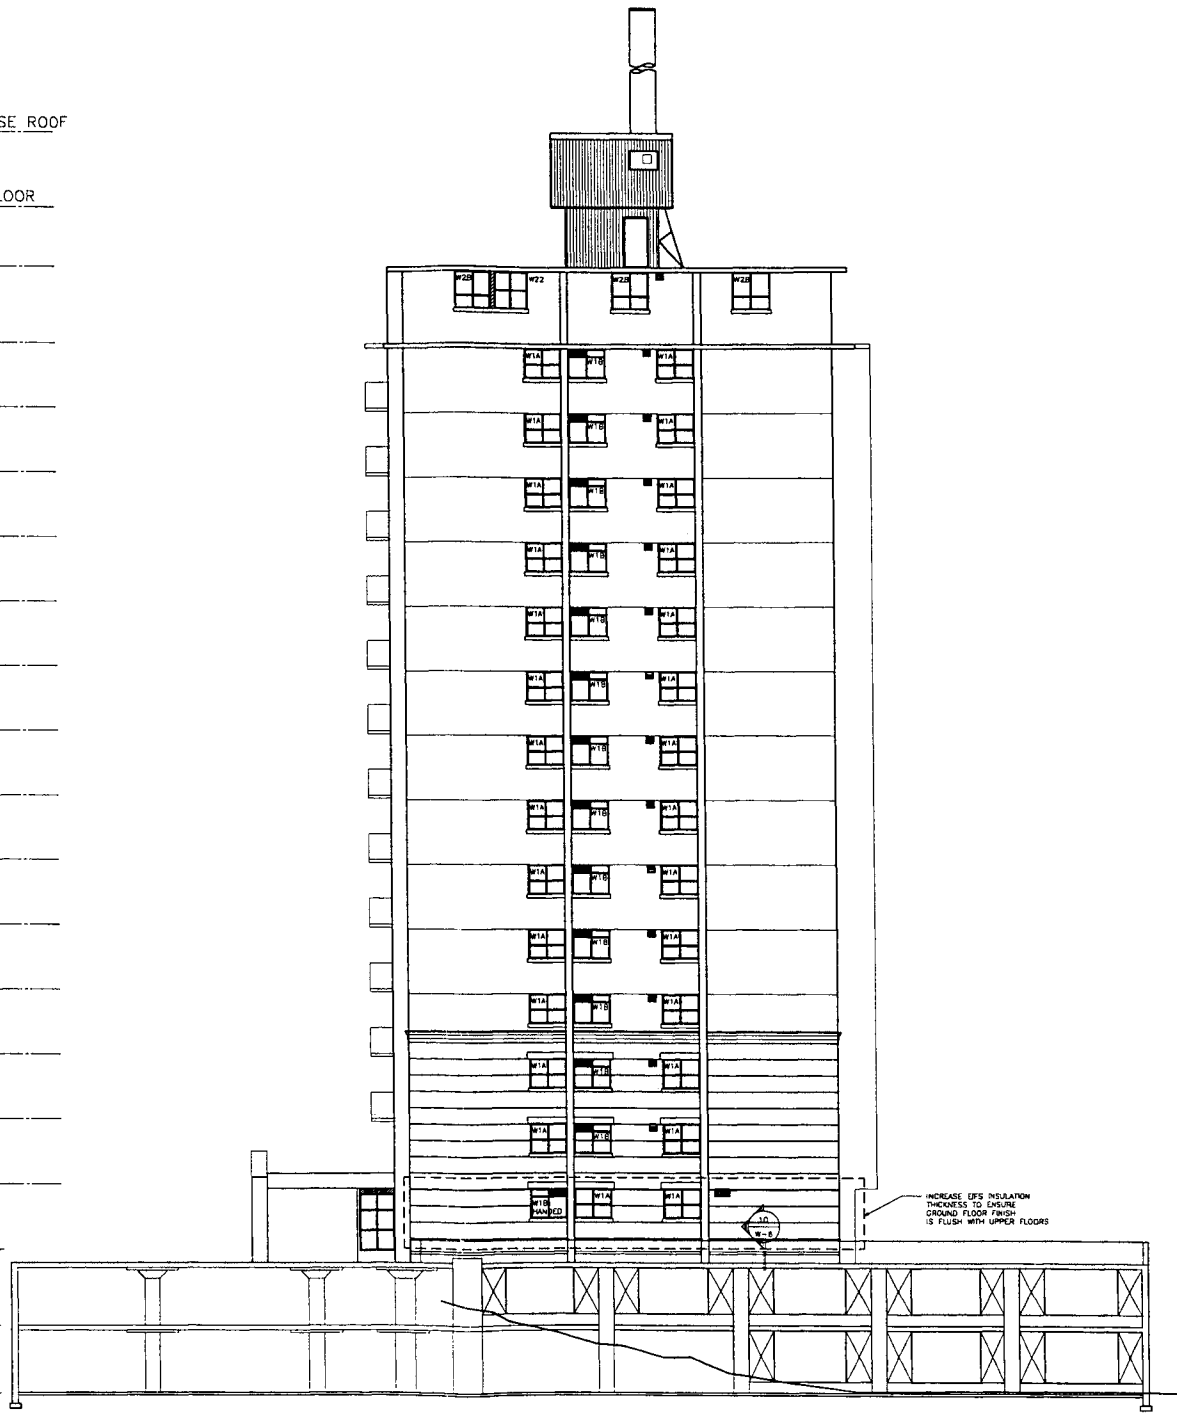 SE ROOF
LOOR
W2B W22 W2B W2B
W1A W1B W1A
W1A W1B W1A
W1A W1B W1A
W1A W1B W1A
W1A W1B W1A
W1A W1B W1A
W1A W1B W1A
W1A W1B W1A
W1A W1B W1A
W1A W1B W1A
W1A W1B W1A
W1A W1B W1A
W1A W1B W1A
W1B W1A W1A
HANDED
INCREASE EIFS INSULATION
THICKNESS TO ENSURE
GROUND FLOOR FINISH
IS FLUSH WITH UPPER FLOORS
10
W-8